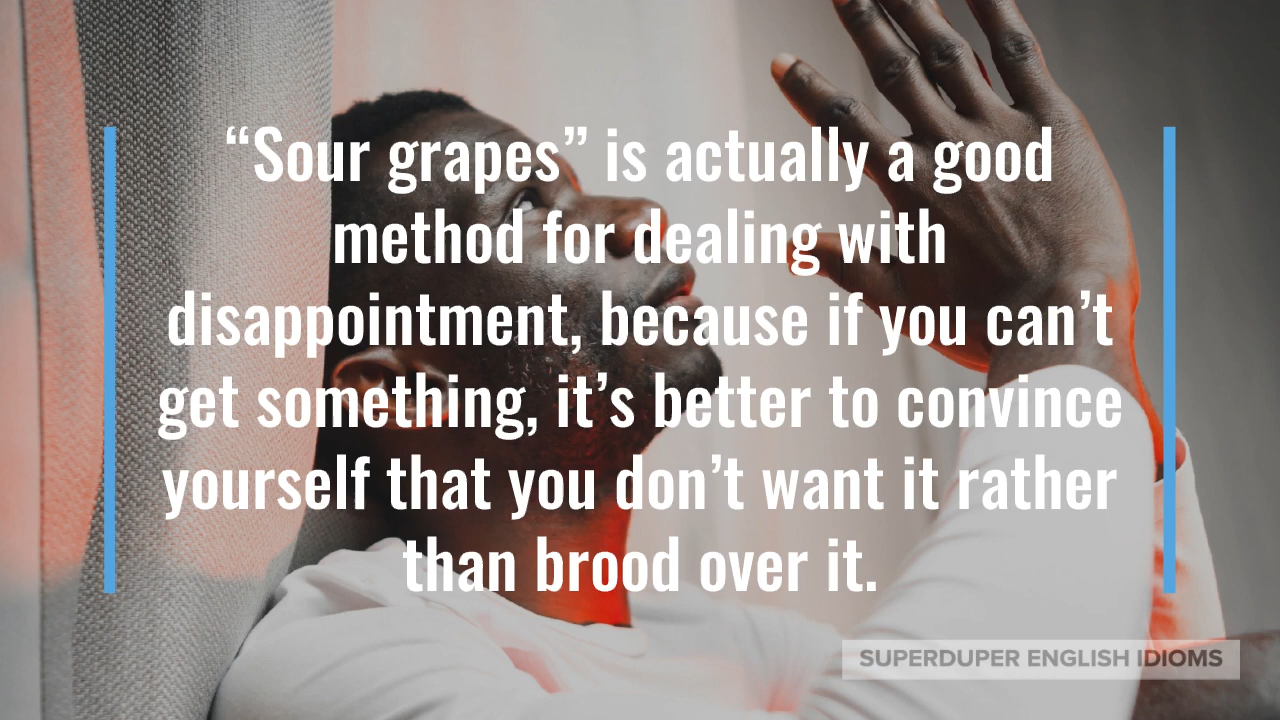 “Sour grapes” is actually a good
method for dealing with
disappointment, because if you can’t
get something, it’s better to convince
yourself that you don’t want it rather
than brood over it.
SUPERDUPER ENGLISH IDIOMS